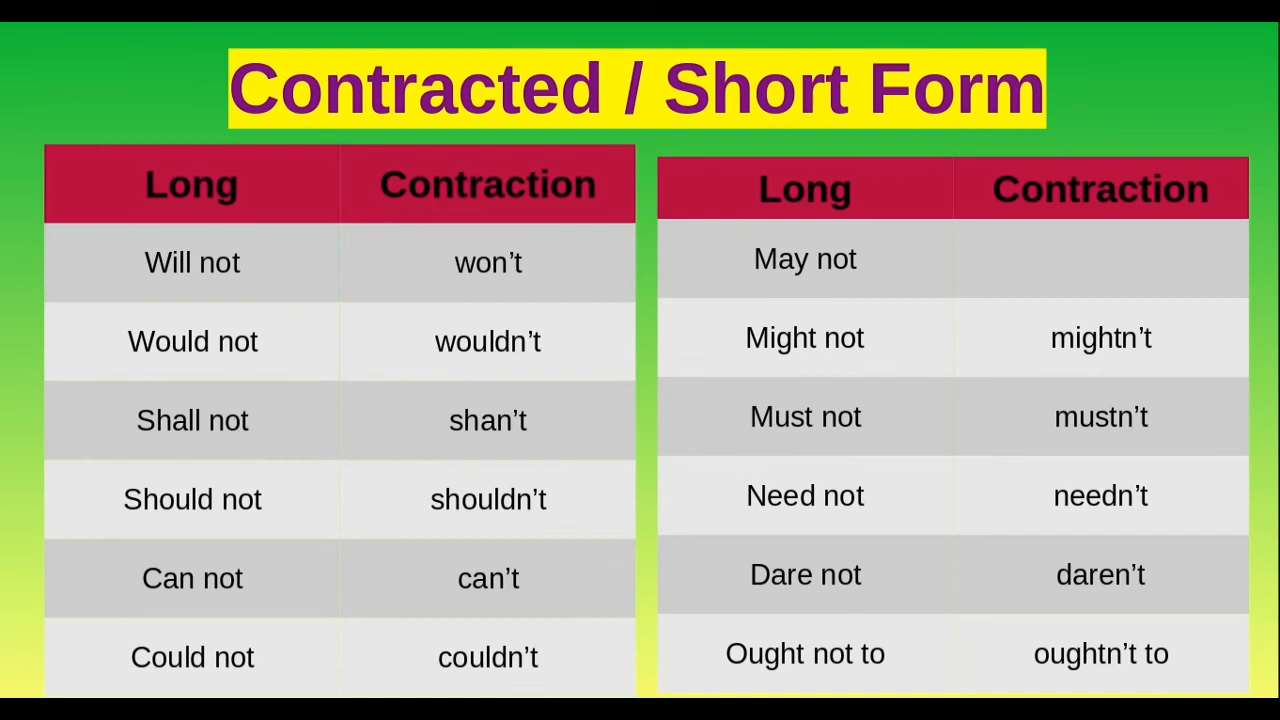 Contracted / Short Form
Long Contraction
Will not won’t
Would not wouldn’t
Shall not shan’t
Should not shouldn’t
Can not can’t
Could not couldn’t
Long Contraction
May not
Might not mightn’t
Must not mustn’t
Need not needn’t
Dare not daren’t
Ought not to oughtn’t to